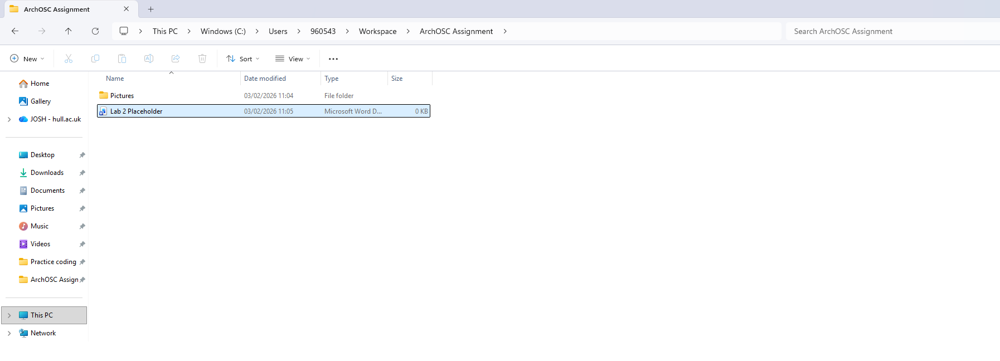 ArchOSC Assignment
This PC > Windows (C:) > Users > 960543 > Workspace > ArchOSC Assignment >
Search ArchOSC Assignment
New
Sort
View
Name Date modified Type Size
Pictures 03/02/2026 11:04 File folder
Lab 2 Placeholder 03/02/2026 11:05 Microsoft Word D... 0 KB
Home
Gallery
JOSH - hull.ac.uk
Desktop
Downloads
Documents
Pictures
Music
Videos
Practice coding
ArchOSC Assign
This PC
Network